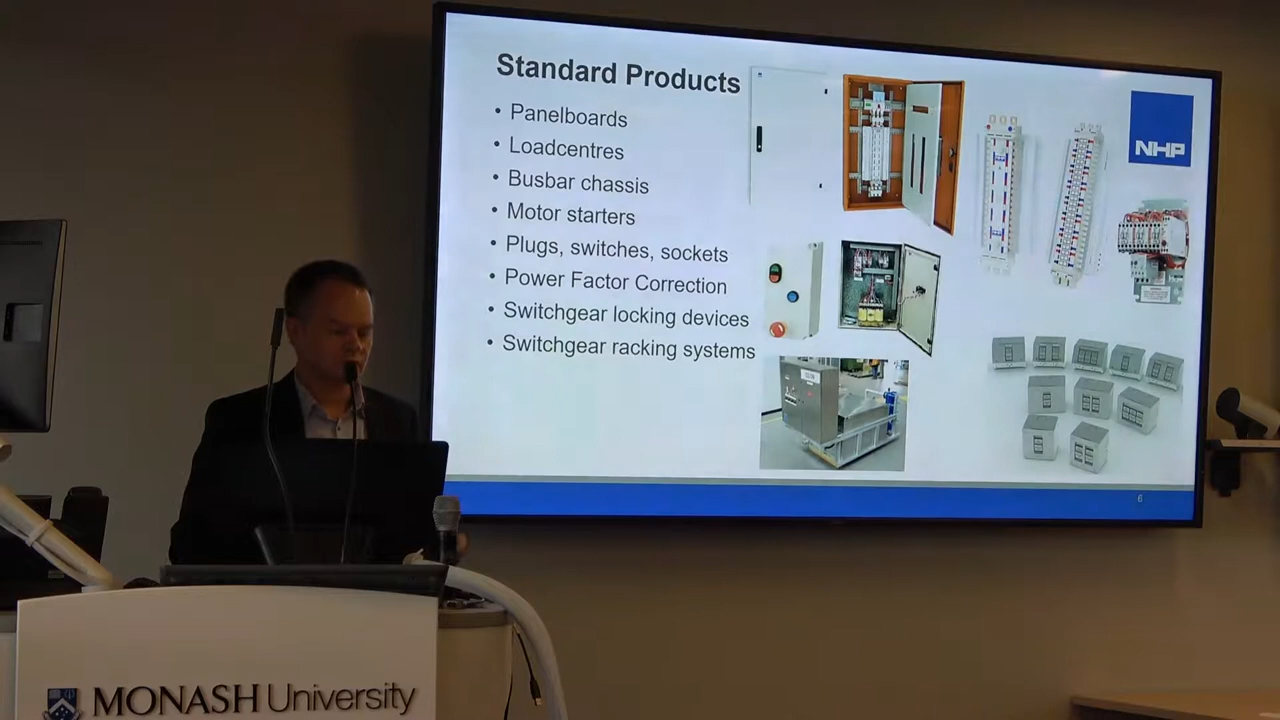 Standard Products
• Panelboards
• Loadcentres
• Busbar chassis
• Motor starters
• Plugs, switches, sockets
• Power Factor Correction
• Switchgear locking devices
• Switchgear racking systems
NHP
6
MONASH University